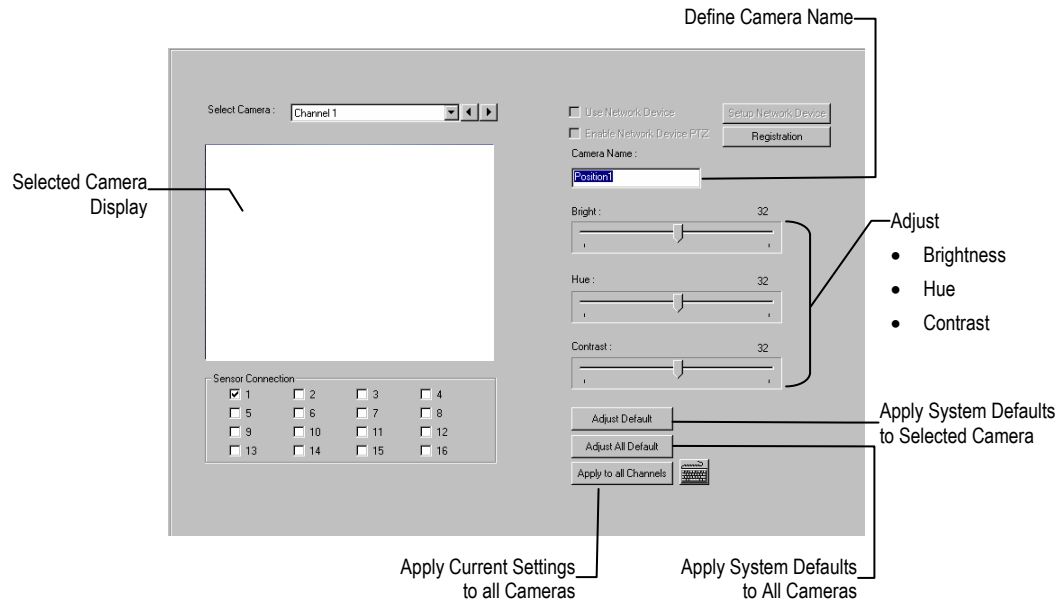 Define Camera Name
Select Camera :
Channel 1
Use Network Device
Setup Network Device
Enable Network Device PTZ
Registration
Camera Name :
Position1
Selected Camera
Display
Bright :
32
Adjust
• Brightness
• Hue
• Contrast
Hue :
32
Contrast :
32
Sensor Connection
1 2 3 4
5 6 7 8
9 10 11 12
13 14 15 16
Adjust Default
Adjust All Default
Apply to all Channels
Apply System Defaults
to Selected Camera
Apply Current Settings
to all Cameras
Apply System Defaults
to All Cameras